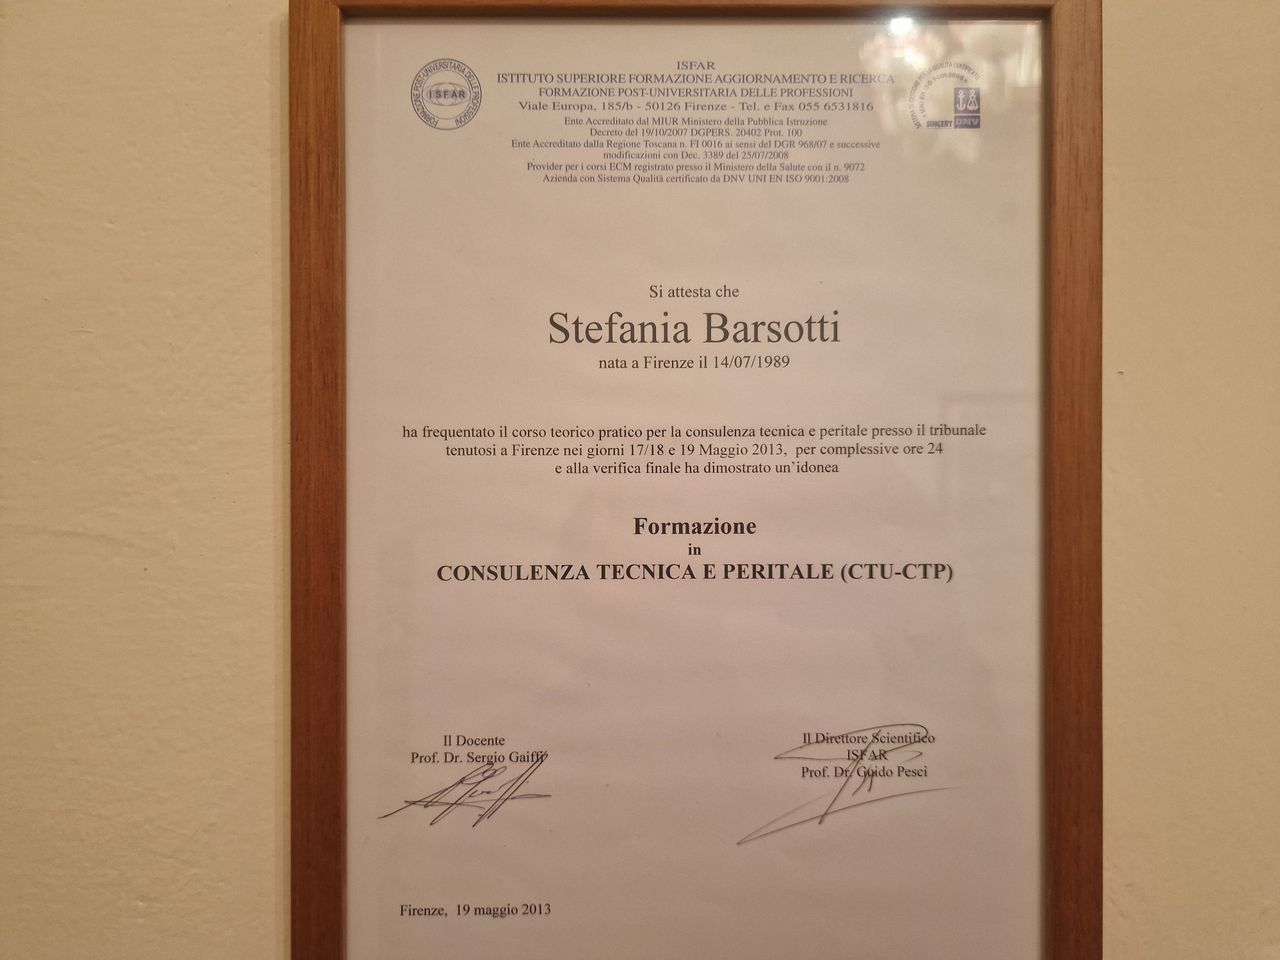 ISFAR
ISTITUTO SUPERIORE FORMAZIONE AGGIORNAMENTO E RICERCA
FORMAZIONE POST-UNIVERSITARIA DELLE PROFESSIONI
Viale Europa, 185/b - 50126 Firenze - Tel. e Fax 055 6531816
Ente Accreditato dal MIUR Ministero della Pubblica Istruzione
Decreto del 19/10/2007 DGPERS. 20402 Prot. 100
Ente Accreditato dalla Regione Toscana n. FI 0016 ai sensi del DGR 968/07 e successive
modificazioni con Dec. 3389 del 25/07/2008
Provider per i corsi ECM registrato presso il Ministero della Salute con il n. 9072
Azienda con Sistema Qualità certificato da DNV UNI EN ISO 9001:2008
FORMAZIONE POST-UNIVERSITARIA DELLE PROFESSIONI
ISFAR
SINCERT
DNV
Si attesta che
Stefania Barsotti
nata a Firenze il 14/07/1989
ha frequentato il corso teorico pratico per la consulenza tecnica e peritale presso il tribunale
tenutosi a Firenze nei giorni 17/18 e 19 Maggio 2013, per complessive ore 24
e alla verifica finale ha dimostrato un'idonea
Formazione
in
CONSULENZA TECNICA E PERITALE (CTU-CTP)
Il Docente
Prof. Dr. Sergio Gaiffi
Il Direttore Scientifico
ISFAR
Prof. Dr. Guido Pesci
Firenze, 19 maggio 2013